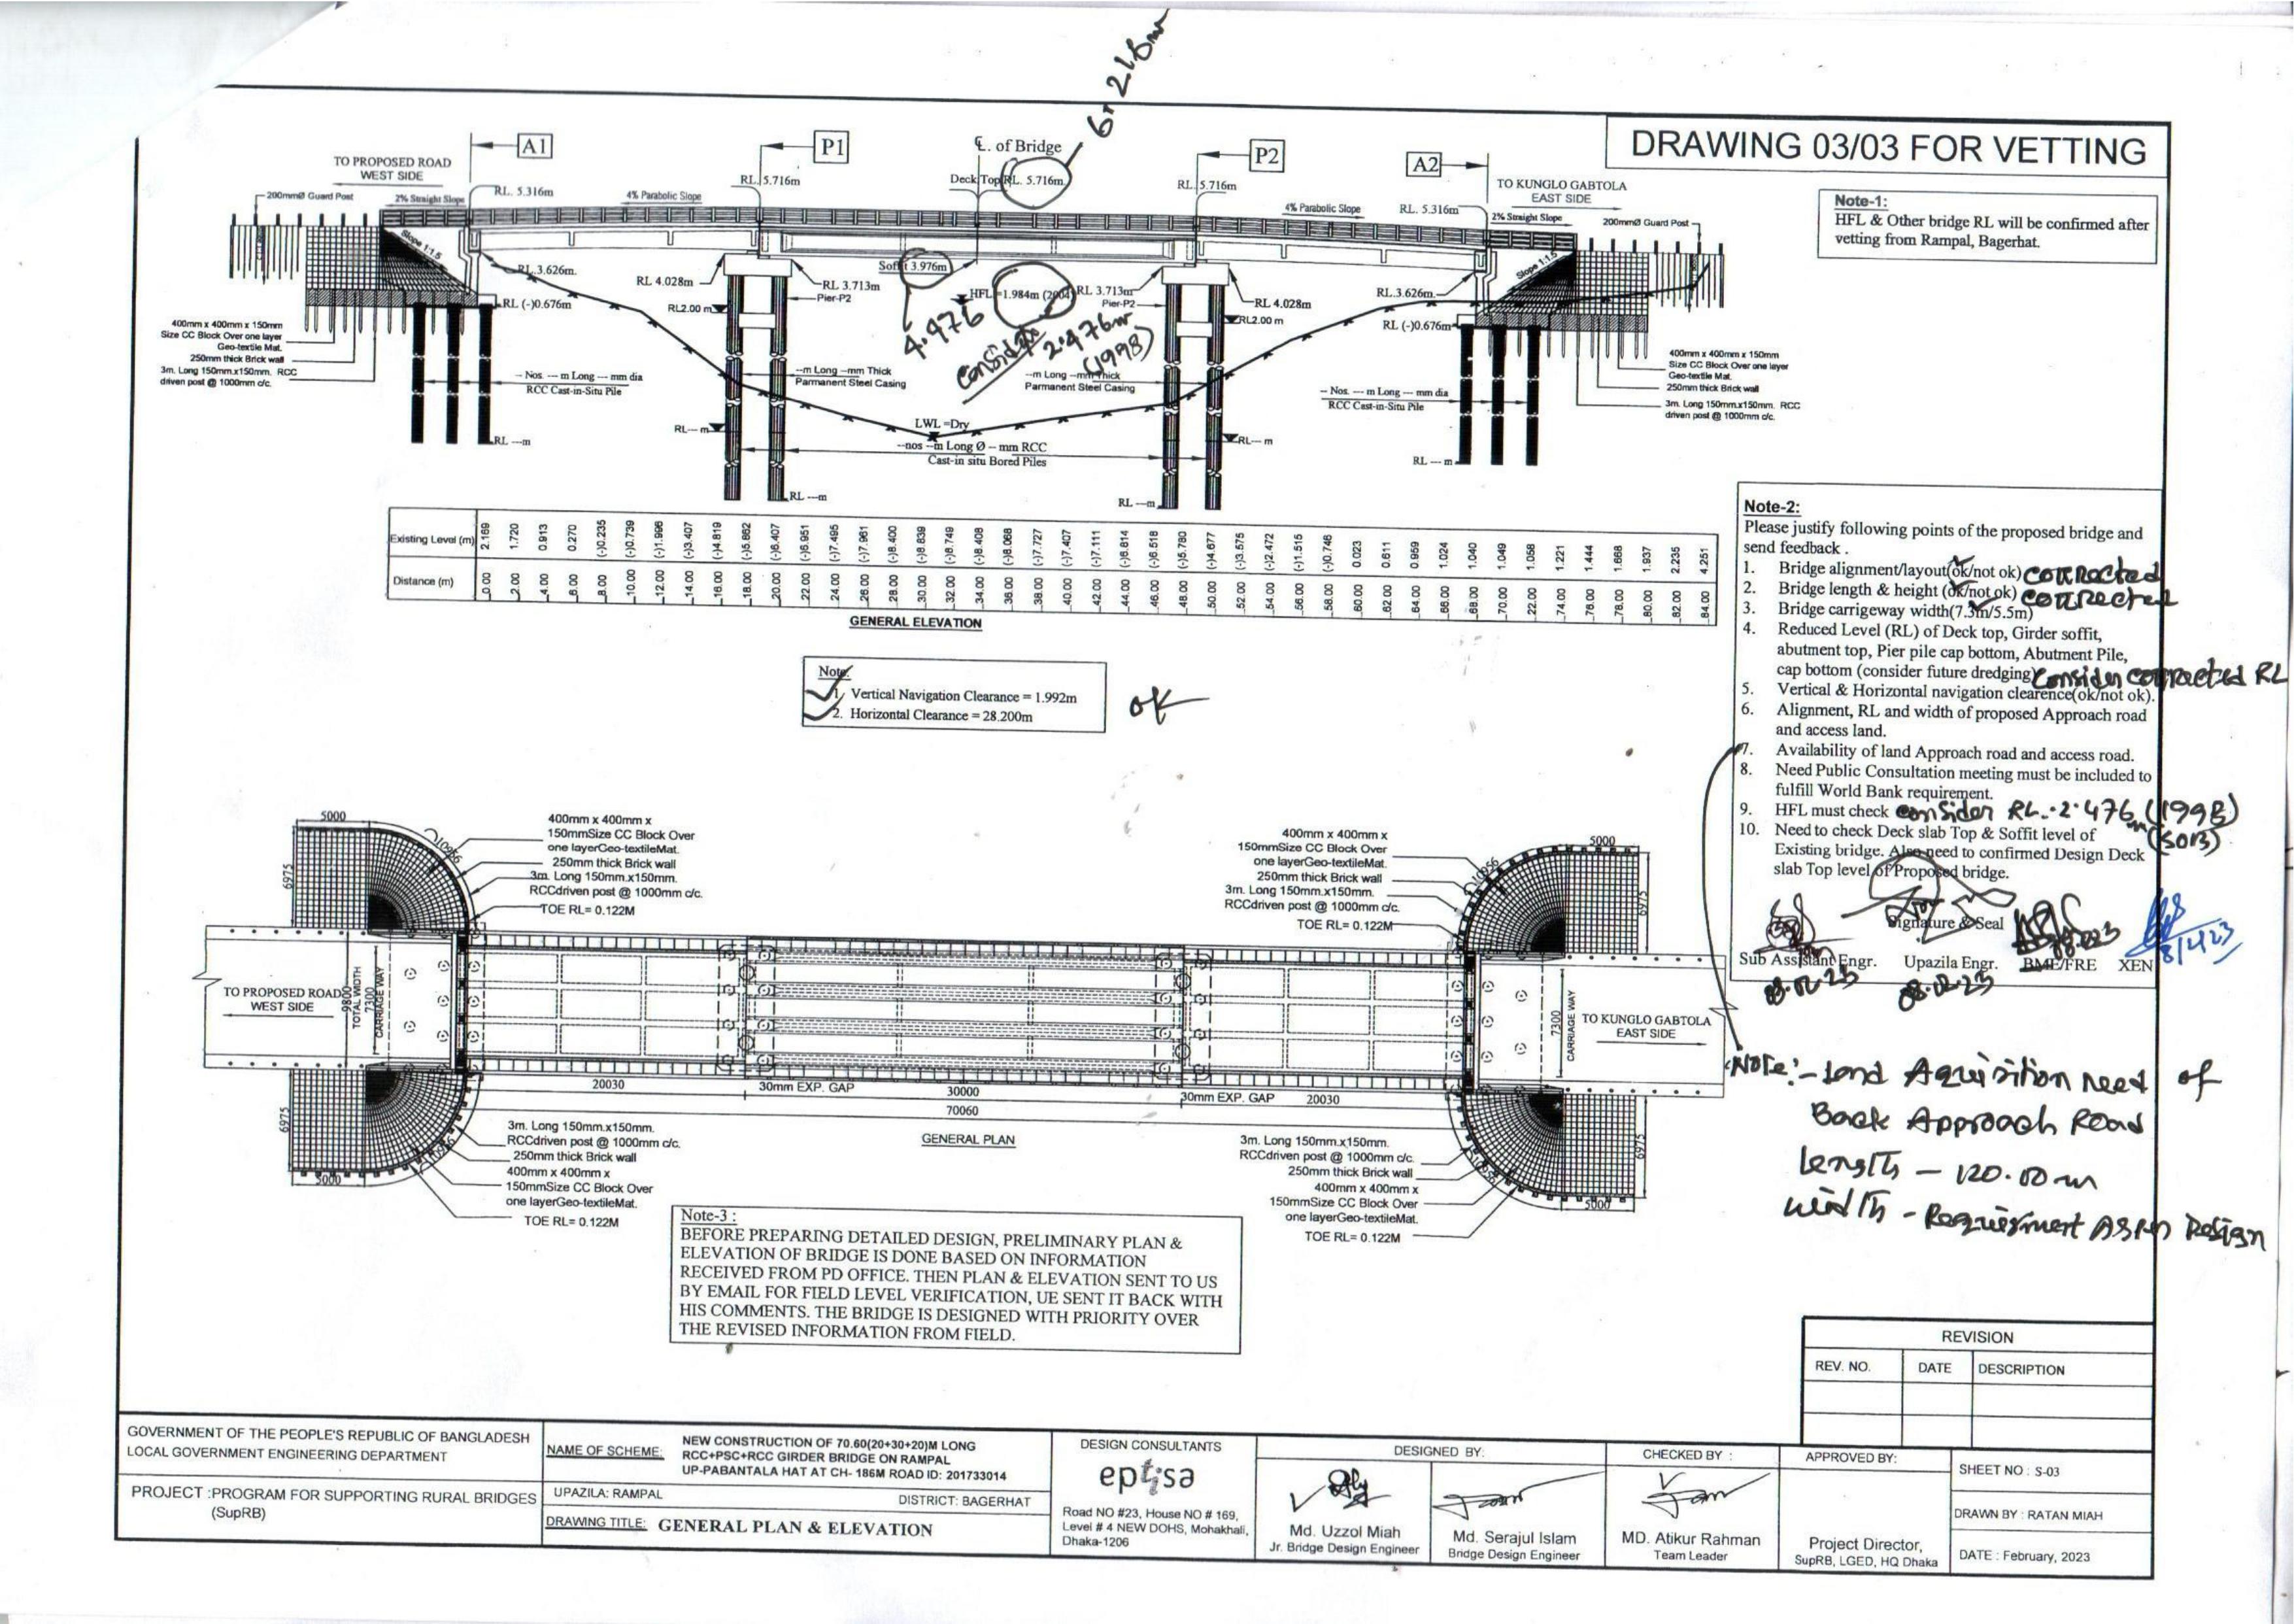 6.216m
DRAWING 03/03 FOR VETTING
A1
P1
℄. of Bridge
P2
A2
TO PROPOSED ROAD
WEST SIDE
200mmØ Guard Post
2% Straight Slope
RL. 5.316m
4% Parabolic Slope
RL. 5.716m
Deck Top RL. 5.716m.
RL. 5.716m
4% Parabolic Slope
RL. 5.316m
TO KUNGLO GABTOLA
EAST SIDE
2% Straight Slope
200mmØ Guard Post
Note-1:
HFL & Other bridge RL will be confirmed after
vetting from Rampal, Bagerhat.
Slope 1:1.5
RL.3.626m.
RL (-)0.676m
RL 4.028m
RL 3.713m
Pier-P2
RL2.00 m
Soffit 3.976m
4.976
HFL=1.984m (2004)
Consider
2.476m
(1998)
RL 3.713m
Pier-P2
RL 4.028m
RL2.00 m
RL.3.626m.
RL (-)0.676m
Slope 1:1.5
400mm x 400mm x 150mm
Size CC Block Over one layer
Geo-textile Mat.
250mm thick Brick wall
3m. Long 150mm.x150mm. RCC
driven post @ 1000mm c/c.
-- Nos. --- m Long --- mm dia
RCC Cast-in-Situ Pile
--m Long --mm Thick
Parmanent Steel Casing
--m Long --mm Thick
Parmanent Steel Casing
-- Nos. --- m Long --- mm dia
RCC Cast-in-Situ Pile
400mm x 400mm x 150mm
Size CC Block Over one layer
Geo-textile Mat.
250mm thick Brick wall
3m. Long 150mm.x150mm. RCC
driven post @ 1000mm c/c.
RL ---m
RL--- m
LWL =Dry
--nos --m Long Ø -- mm RCC
Cast-in situ Bored Piles
RL--- m
RL --- m
RL ---m
RL ---m
Existing Level (m) 2.169 1.720 0.913 0.270 (-)0.235 (-)0.739 (-)1.996 (-)3.407 (-)4.819 (-)5.662 (-)6.407 (-)6.951 (-)7.495 (-)7.961 (-)8.400 (-)8.839 (-)8.749 (-)8.408 (-)8.068 (-)7.727 (-)7.407 (-)7.111 (-)6.814 (-)6.518 (-)5.780 (-)4.677 (-)3.575 (-)2.472 (-)1.515 (-)0.746 0.023 0.611 0.959 1.024 1.040 1.049 1.058 1.221 1.444 1.668 1.937 2.235 4.251
Distance (m) 0.00 2.00 4.00 6.00 8.00 10.00 12.00 14.00 16.00 18.00 20.00 22.00 24.00 26.00 28.00 30.00 32.00 34.00 36.00 38.00 40.00 42.00 44.00 46.00 48.00 50.00 52.00 54.00 56.00 58.00 60.00 62.00 64.00 66.00 68.00 70.00 22.00 74.00 76.00 78.00 80.00 82.00 84.00
GENERAL ELEVATION
Note:
1. Vertical Navigation Clearance = 1.992m
2. Horizontal Clearance = 28.200m
ok
Note-2:
Please justify following points of the proposed bridge and
send feedback .
1. Bridge alignment/layout(ok/not ok) corrected
2. Bridge length & height (ok/not ok) corrected
3. Bridge carrigeway width(7.3m/5.5m)
4. Reduced Level (RL) of Deck top, Girder soffit,
abutment top, Pier pile cap bottom, Abutment Pile,
cap bottom (consider future dredging) Consider corrected RL
5. Vertical & Horizontal navigation clearence(ok/not ok).
6. Alignment, RL and width of proposed Approach road
and access land.
7. Availability of land Approach road and access road.
8. Need Public Consultation meeting must be included to
fulfill World Bank requirement.
9. HFL must check consider RL.2.476m (1998)
(SOB)
10. Need to check Deck slab Top & Soffit level of
Existing bridge. Also need to confirmed Design Deck
slab Top level of Proposed bridge.
Signature & Seal
Sub Assistant Engr. Upazila Engr. BME/FRE XEN
08.02.23
08.02.23
Note:- Land Aquisition need of
Back Approach Road
Length - 120.00 m
width - Requirment As Per Design
5000
6975
10956
400mm x 400mm x
150mmSize CC Block Over
one layerGeo-textileMat.
250mm thick Brick wall
3m. Long 150mm.x150mm.
RCCdriven post @ 1000mm c/c.
TOE RL= 0.122M
400mm x 400mm x
150mmSize CC Block Over
one layerGeo-textileMat.
250mm thick Brick wall
3m. Long 150mm.x150mm.
RCCdriven post @ 1000mm c/c.
TOE RL= 0.122M
10956
5000
6975
TO PROPOSED ROAD
WEST SIDE
9800
TOTAL WIDTH
7300
CARRIAGE WAY
7300
CARRIAGE WAY
TO KUNGLO GABTOLA
EAST SIDE
20030
30mm EXP. GAP
30000
30mm EXP. GAP
20030
70060
GENERAL PLAN
6975
5000
10956
3m. Long 150mm.x150mm.
RCCdriven post @ 1000mm c/c.
250mm thick Brick wall
400mm x 400mm x
150mmSize CC Block Over
one layerGeo-textileMat.
TOE RL= 0.122M
3m. Long 150mm.x150mm.
RCCdriven post @ 1000mm c/c.
250mm thick Brick wall
400mm x 400mm x
150mmSize CC Block Over
one layerGeo-textileMat.
TOE RL= 0.122M
10956
5000
6975
Note-3 :
BEFORE PREPARING DETAILED DESIGN, PRELIMINARY PLAN &
ELEVATION OF BRIDGE IS DONE BASED ON INFORMATION
RECEIVED FROM PD OFFICE. THEN PLAN & ELEVATION SENT TO US
BY EMAIL FOR FIELD LEVEL VERIFICATION, UE SENT IT BACK WITH
HIS COMMENTS. THE BRIDGE IS DESIGNED WITH PRIORITY OVER
THE REVISED INFORMATION FROM FIELD.
REVISION
REV. NO. DATE DESCRIPTION
GOVERNMENT OF THE PEOPLE'S REPUBLIC OF BANGLADESH
LOCAL GOVERNMENT ENGINEERING DEPARTMENT
PROJECT :PROGRAM FOR SUPPORTING RURAL BRIDGES
(SupRB)
NAME OF SCHEME: NEW CONSTRUCTION OF 70.60(20+30+20)M LONG
RCC+PSC+RCC GIRDER BRIDGE ON RAMPAL
UP-PABANTALA HAT AT CH- 186M ROAD ID: 201733014
UPAZILA: RAMPAL DISTRICT: BAGERHAT
DRAWING TITLE: GENERAL PLAN & ELEVATION
DESIGN CONSULTANTS
eptisa
Road NO #23, House NO # 169,
Level # 4 NEW DOHS, Mohakhali,
Dhaka-1206
DESIGNED BY:
Md. Uzzol Miah
Jr. Bridge Design Engineer
Md. Serajul Islam
Bridge Design Engineer
CHECKED BY :
MD. Atikur Rahman
Team Leader
APPROVED BY:
Project Director,
SupRB, LGED, HQ Dhaka
SHEET NO : S-03
DRAWN BY : RATAN MIAH
DATE : February, 2023